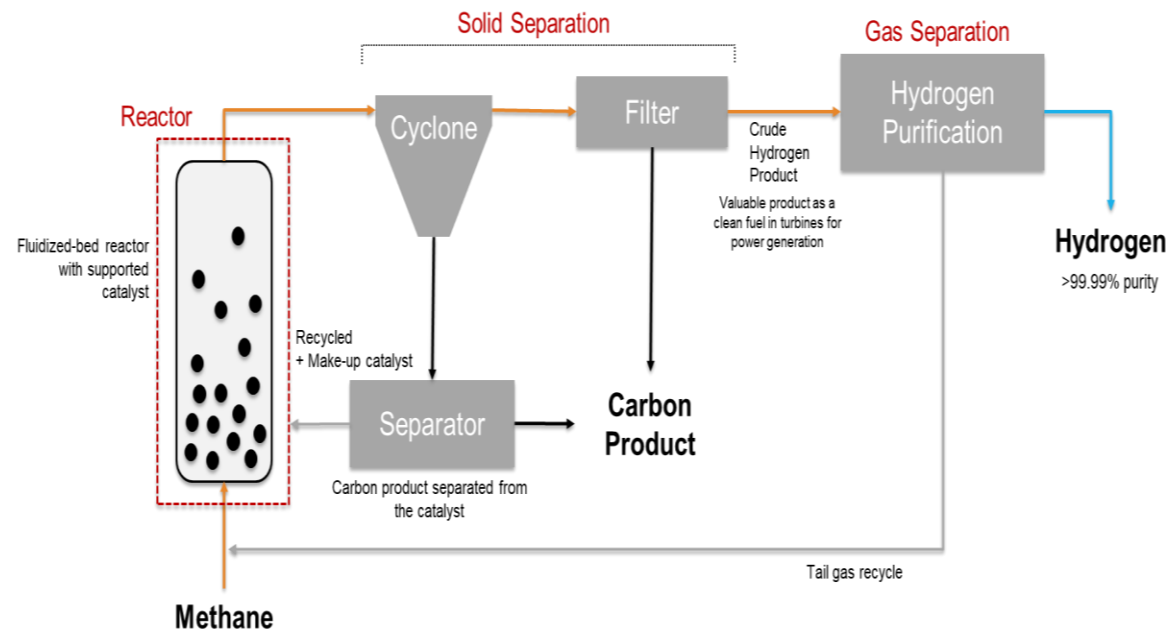 Solid Separation
Gas Separation
Reactor
Cyclone
Filter
Hydrogen
Purification
Crude
Hydrogen
Product
Valuable product as a
clean fuel in turbines for
power generation
Hydrogen
>99.99% purity
Fluidized-bed reactor
with supported
catalyst
Recycled
+ Make-up catalyst
Separator
Carbon product separated from
the catalyst
Carbon
Product
Tail gas recycle
Methane